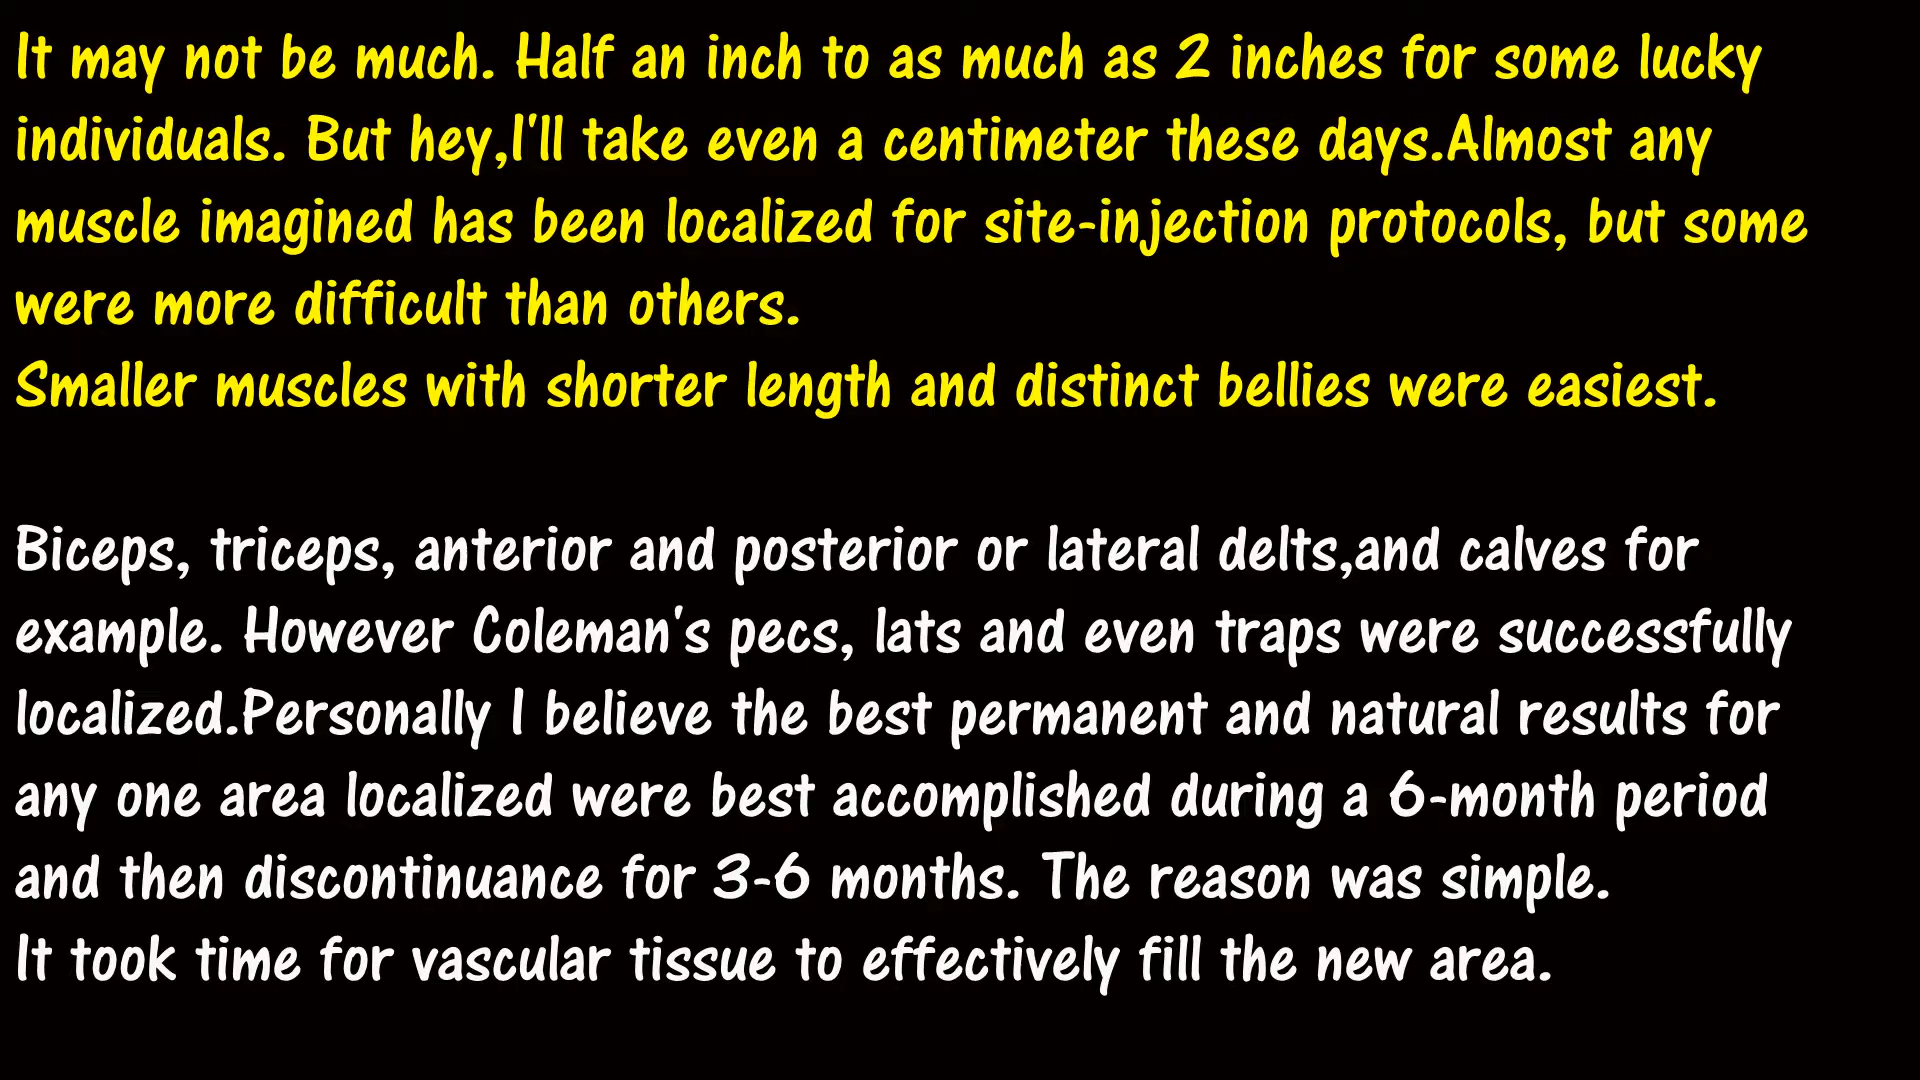 It may not be much. Half an inch to as much as 2 inches for some lucky
individuals. But hey,I'll take even a centimeter these days.Almost any
muscle imagined has been localized for site-injection protocols, but some
were more difficult than others.
Smaller muscles with shorter length and distinct bellies were easiest.
Biceps, triceps, anterior and posterior or lateral delts,and calves for
example. However Coleman's pecs, lats and even traps were successfully
localized.Personally I believe the best permanent and natural results for
any one area localized were best accomplished during a 6-month period
and then discontinuance for 3-6 months. The reason was simple.
It took time for vascular tissue to effectively fill the new area.